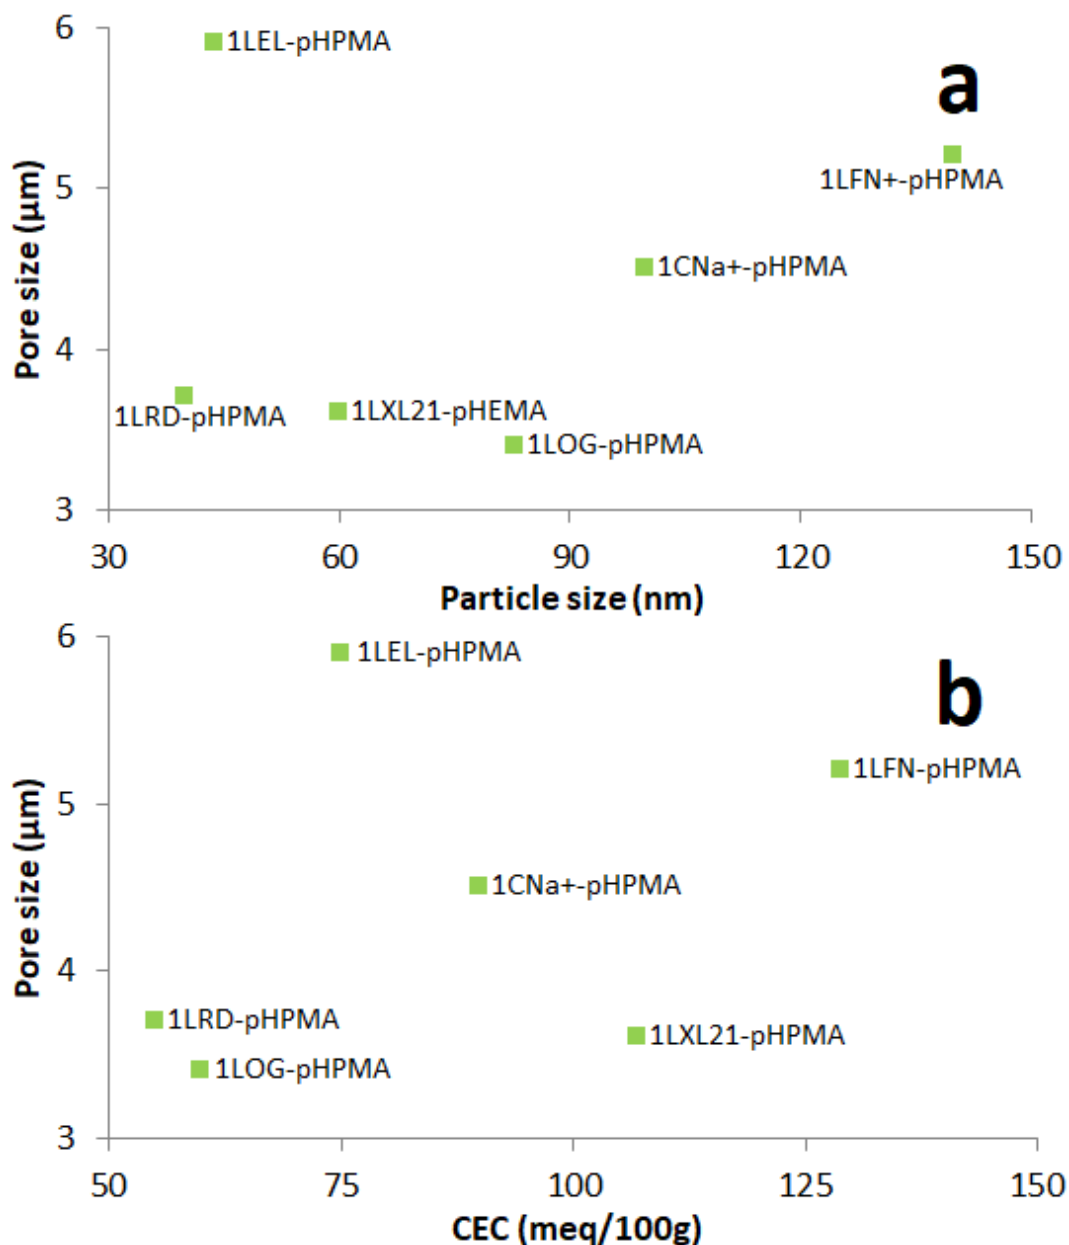 6
1LEL-pHPMA
a
5
1LFN+-pHPMA
1CNa+-pHPMA
4
1LRD-pHPMA
1LXL21-pHEMA
1LOG-pHPMA
3
Pore size (µm)
30 60 90 120 150
Particle size (nm)
6
1LEL-pHPMA
b
1LFN-pHPMA
5
1CNa+-pHPMA
4
1LRD-pHPMA
1LXL21-pHPMA
1LOG-pHPMA
3
Pore size (µm)
50 75 100 125 150
CEC (meq/100g)